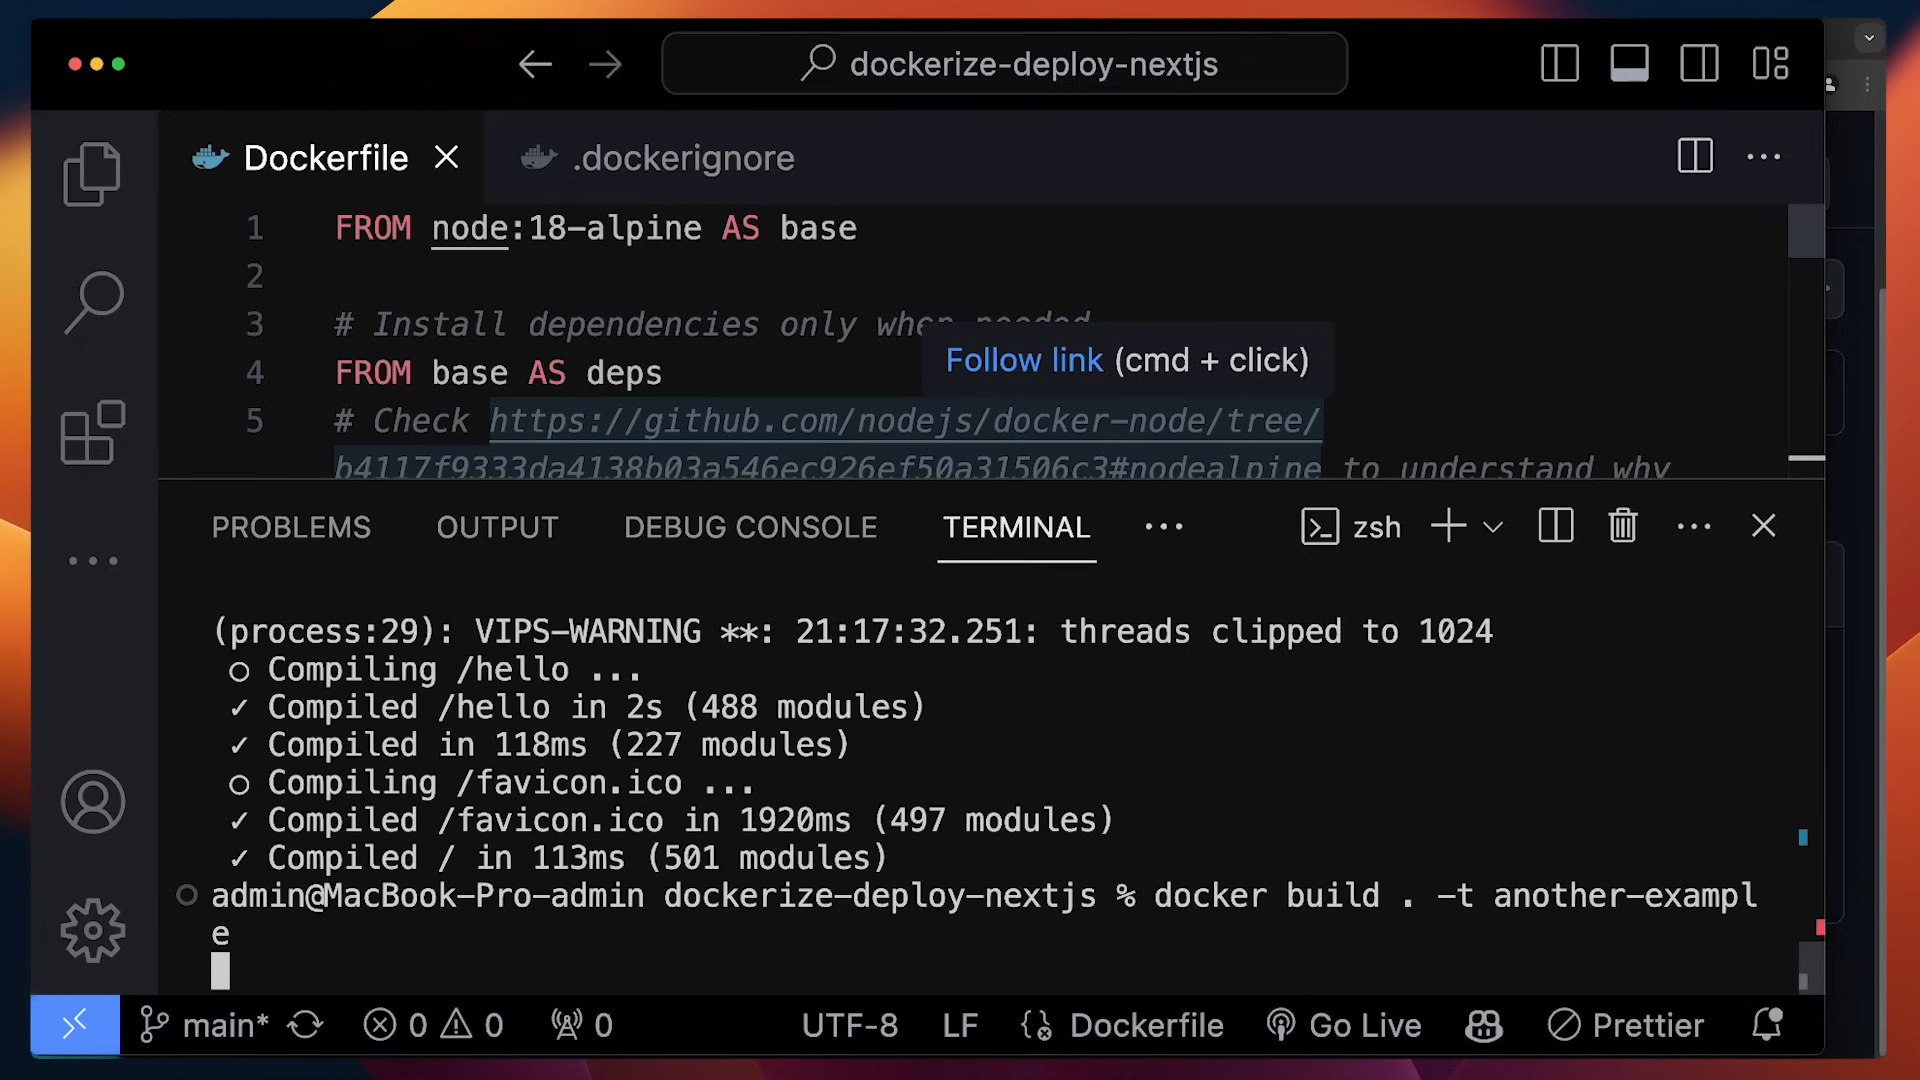 dockerize-deploy-nextjs
Dockerfile
.dockerignore
1 FROM node:18-alpine AS base
2
3 # Install dependencies only when needed
4 FROM base AS deps
Follow link (cmd + click)
5 # Check https://github.com/nodejs/docker-node/tree/
b4117f9333da4138b03a546ec926ef50a31506c3#nodealpine to understand why
PROBLEMS OUTPUT DEBUG CONSOLE TERMINAL ... zsh
(process:29): VIPS-WARNING **: 21:17:32.251: threads clipped to 1024
○ Compiling /hello ...
✓ Compiled /hello in 2s (488 modules)
✓ Compiled in 118ms (227 modules)
○ Compiling /favicon.ico ...
✓ Compiled /favicon.ico in 1920ms (497 modules)
✓ Compiled / in 113ms (501 modules)
admin@MacBook-Pro-admin dockerize-deploy-nextjs % docker build . -t another-exampl
e
main* 0 0 0 UTF-8 LF Dockerfile Go Live Prettier